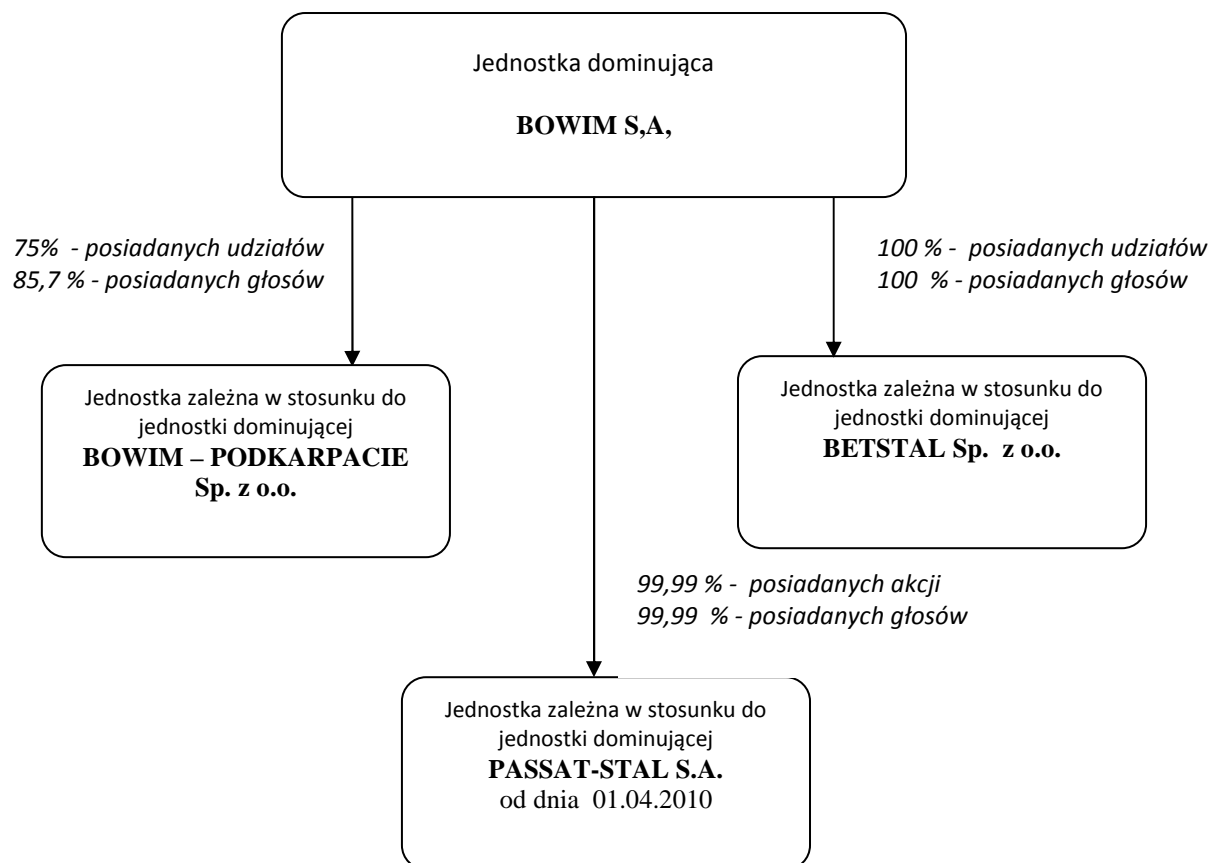 Jednostka dominująca
BOWIM S,A,
75% - posiadanych udziałów
85,7 % - posiadanych głosów
100 % - posiadanych udziałów
100 % - posiadanych głosów
Jednostka zależna w stosunku do
jednostki dominującej
BOWIM – PODKARPACIE
Sp. z o.o.
Jednostka zależna w stosunku do
jednostki dominującej
BETSTAL Sp. z o.o.
99,99 % - posiadanych akcji
99,99 % - posiadanych głosów
Jednostka zależna w stosunku do
jednostki dominującej
PASSAT-STAL S.A.
od dnia 01.04.2010